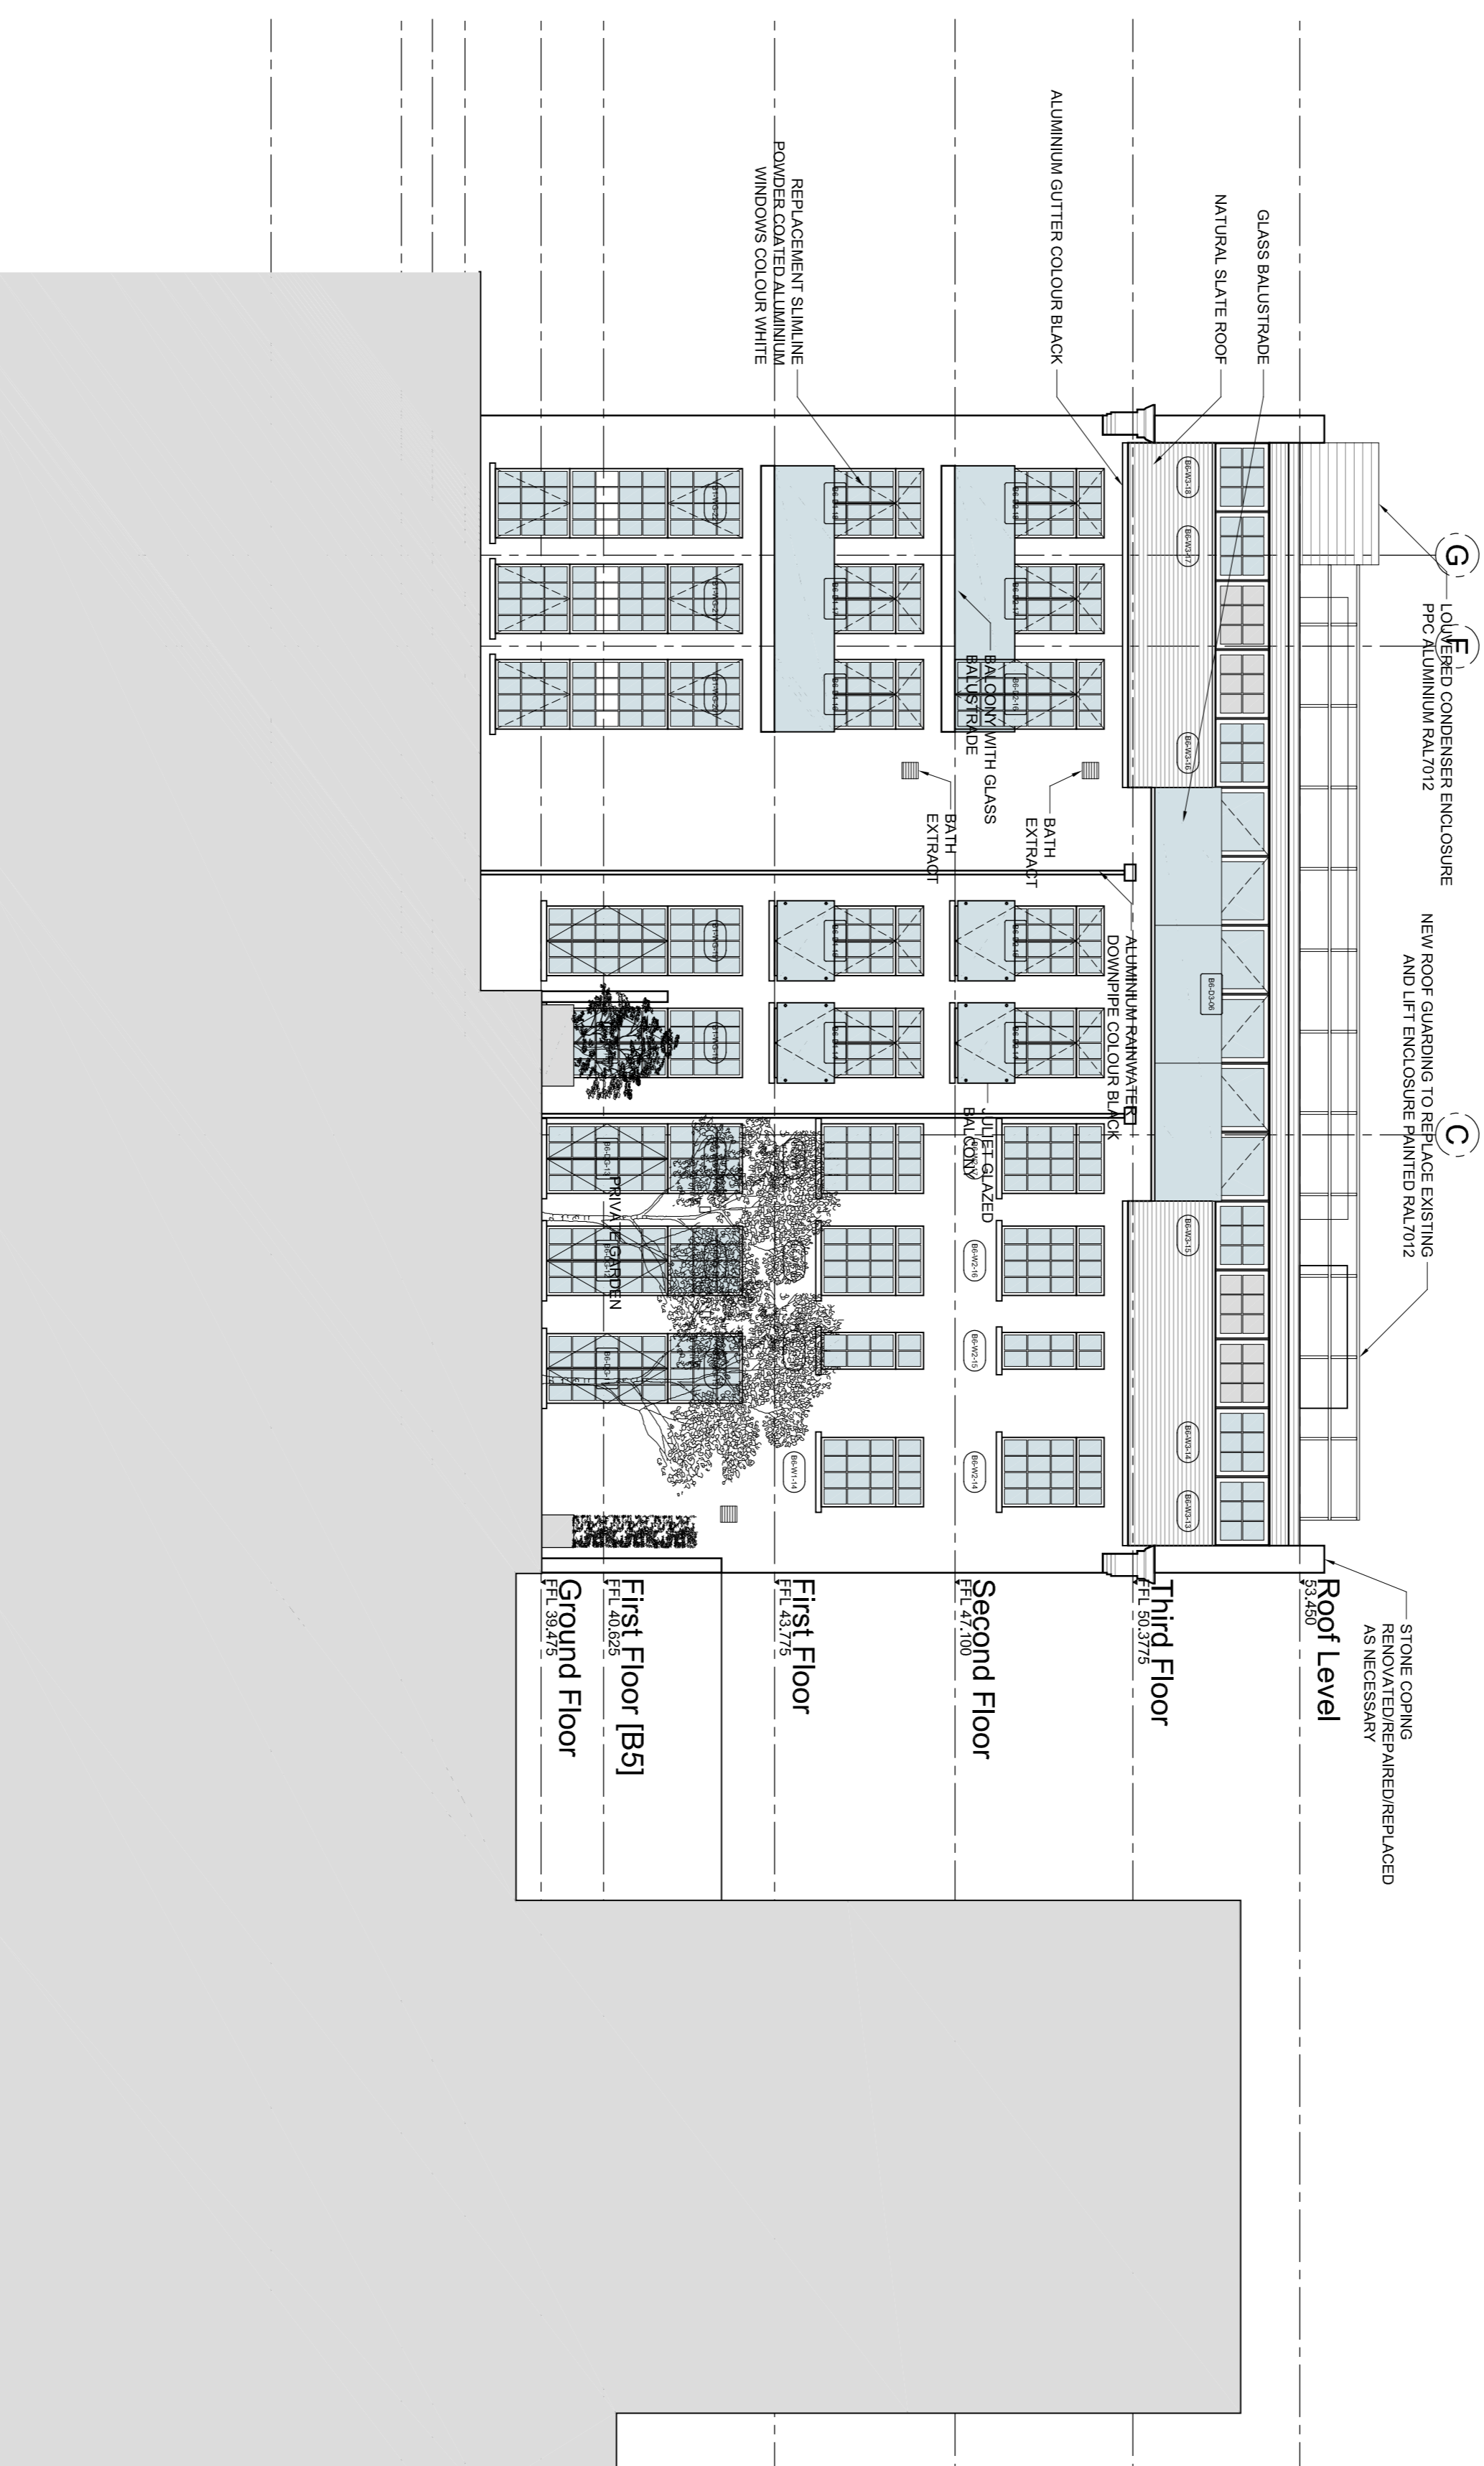 G
F
C
LOUVERED CONDENSER ENCLOSURE
PPC ALUMINIUM RAL7012
NEW ROOF GUARDING TO REPLACE EXISTING
AND LIFT ENCLOSURE PAINTED RAL7012
STONE COPING
RENOVATED/REPAIRED/REPLACED
AS NECESSARY
GLASS BALUSTRADE
NATURAL SLATE ROOF
ALUMINIUM GUTTER COLOUR BLACK
REPLACEMENT SLIMLINE
POWDER COATED ALUMINIUM
WINDOWS COLOUR WHITE
Roof Level
53.450
Third Floor
FFL 50.3775
Second Floor
FFL 47.100
First Floor
FFL 43.775
First Floor [B5]
FFL 40.625
Ground Floor
FFL 39.475
B6-W3-18
B6-W3-17
B6-W3-16
B6-D3-06
B6-W3-15
B6-W3-14
B6-W3-13
ALUMINIUM RAINWATER
DOWNPIPE COLOUR BLACK
BATH
EXTRACT
BATH
EXTRACT
BALCONY WITH GLASS
BALUSTRADE
JULIET GLAZED
BALCONY
B6-D2-16
B6-W2-16
B6-W2-15
B6-W2-14
B6-W1-14
B6-DG-13
PRIVATE GARDEN